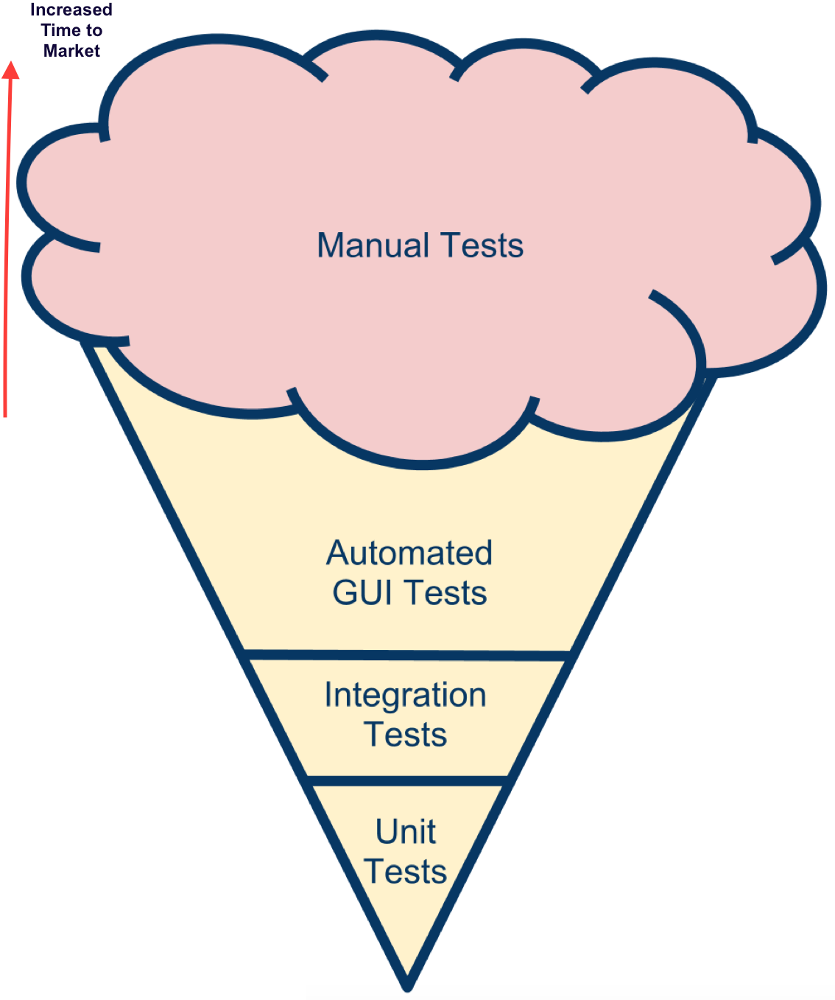 Increased
Time to
Market
Manual Tests
Automated
GUI Tests
Integration
Tests
Unit
Tests